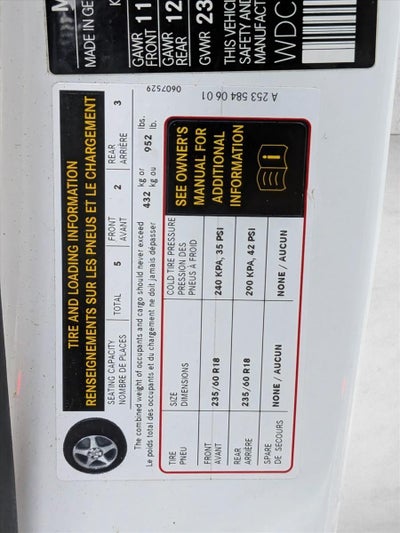 MADE IN GE
GAWR 11
FRONT
GAWR 12
REAR
GVWR 23
THIS VEHIC
SAFETY AND
MANUFACT
WDC
TIRE AND LOADING INFORMATION
RENSEIGNEMENTS SUR LES PNEUS ET LE CHARGEMENT
SEATING CAPACITY TOTAL 5 FRONT 2 REAR 3
NOMBRE DE PLACES AVANT ARRIÈRE
The combined weight of occupants and cargo should never exceed 432 kg or 952 lbs.
Le poids total des occupants et du chargement ne doit jamais dépasser kg ou lb.
TIRE SIZE COLD TIRE PRESSURE
PNEU DIMENSIONS PRESSION DES
PNEUS À FROID
FRONT 235/60 R18 240 KPA, 35 PSI
AVANT
REAR 235/60 R18 290 KPA, 42 PSI
ARRIÈRE
SPARE NONE / AUCUN NONE / AUCUN
DE SECOURS
SEE OWNER'S
MANUAL FOR
ADDITIONAL
INFORMATION
0607529
A 253 584 06 01